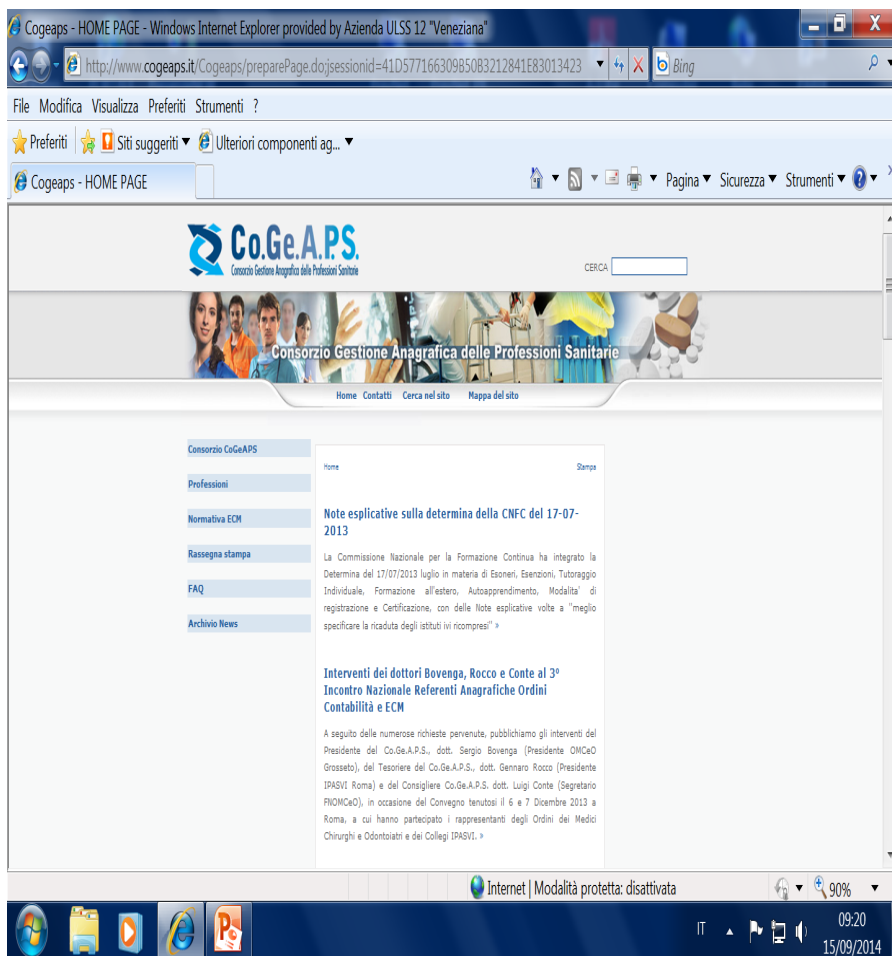 Cogeaps - HOME PAGE - Windows Internet Explorer provided by Azienda ULSS 12 "Veneziana"
http://www.cogeaps.it/Cogeaps/preparePage.do;jsessionid=41D577166309B50B3212841E83013423
Bing
File Modifica Visualizza Preferiti Strumenti ?
Preferiti Siti suggeriti Ulteriori componenti ag...
Cogeaps - HOME PAGE
Pagina Sicurezza Strumenti
Co.Ge.A.P.S.
Consorzio Gestione Anagrafica delle Professioni Sanitarie
CERCA
Consorzio Gestione Anagrafica delle Professioni Sanitarie
Home Contatti Cerca nel sito Mappa del sito
Consorzio CoGeAPS
Professioni
Normativa ECM
Rassegna stampa
FAQ
Archivio News
Home Stampa
Note esplicative sulla determina della CNFC del 17-07-
2013
La Commissione Nazionale per la Formazione Continua ha integrato la
Determina del 17/07/2013 luglio in materia di Esoneri, Esenzioni, Tutoraggio
Individuale, Formazione all'estero, Autoapprendimento, Modalita' di
registrazione e Certificazione, con delle Note esplicative volte a "meglio
specificare la ricaduta degli istituti ivi ricompresi" »
Interventi dei dottori Bovenga, Rocco e Conte al 3º
Incontro Nazionale Referenti Anagrafiche Ordini
Contabilità e ECM
A seguito delle numerose richieste pervenute, pubblichiamo gli interventi del
Presidente del Co.Ge.A.P.S., dott. Sergio Bovenga (Presidente OMCeO
Grosseto), del Tesoriere del Co.Ge.A.P.S., dott. Gennaro Rocco (Presidente
IPASVI Roma) e del Consigliere Co.Ge.A.P.S. dott. Luigi Conte (Segretario
FNOMCeO), in occasione del Convegno tenutosi il 6 e 7 Dicembre 2013 a
Roma, a cui hanno partecipato i rappresentanti degli Ordini dei Medici
Chirurghi e Odontoiatri e dei Collegi IPASVI. »
Internet | Modalità protetta: disattivata
90%
IT
09:20
15/09/2014